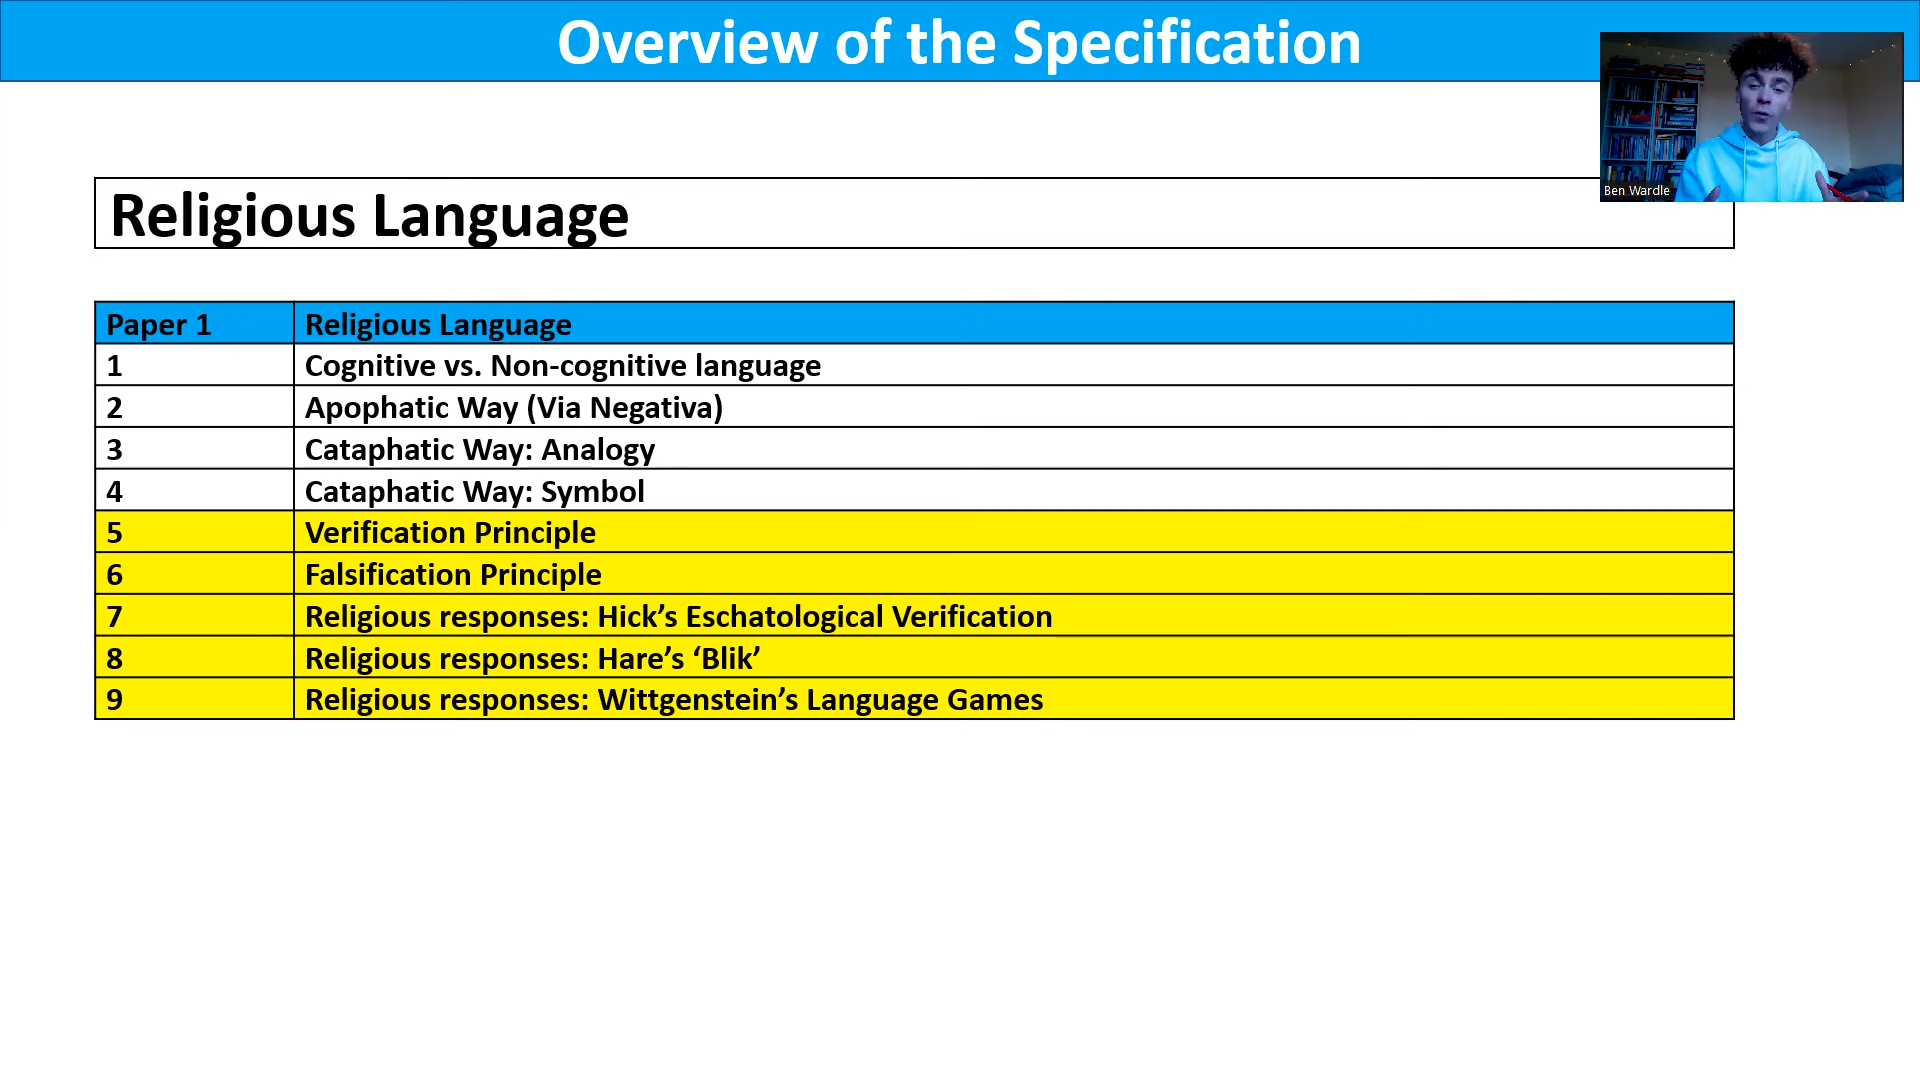 Overview of the Specification
Ben Wardle
Religious Language
Paper 1 Religious Language
1 Cognitive vs. Non-cognitive language
2 Apophatic Way (Via Negativa)
3 Cataphatic Way: Analogy
4 Cataphatic Way: Symbol
5 Verification Principle
6 Falsification Principle
7 Religious responses: Hick’s Eschatological Verification
8 Religious responses: Hare’s ‘Blik’
9 Religious responses: Wittgenstein’s Language Games